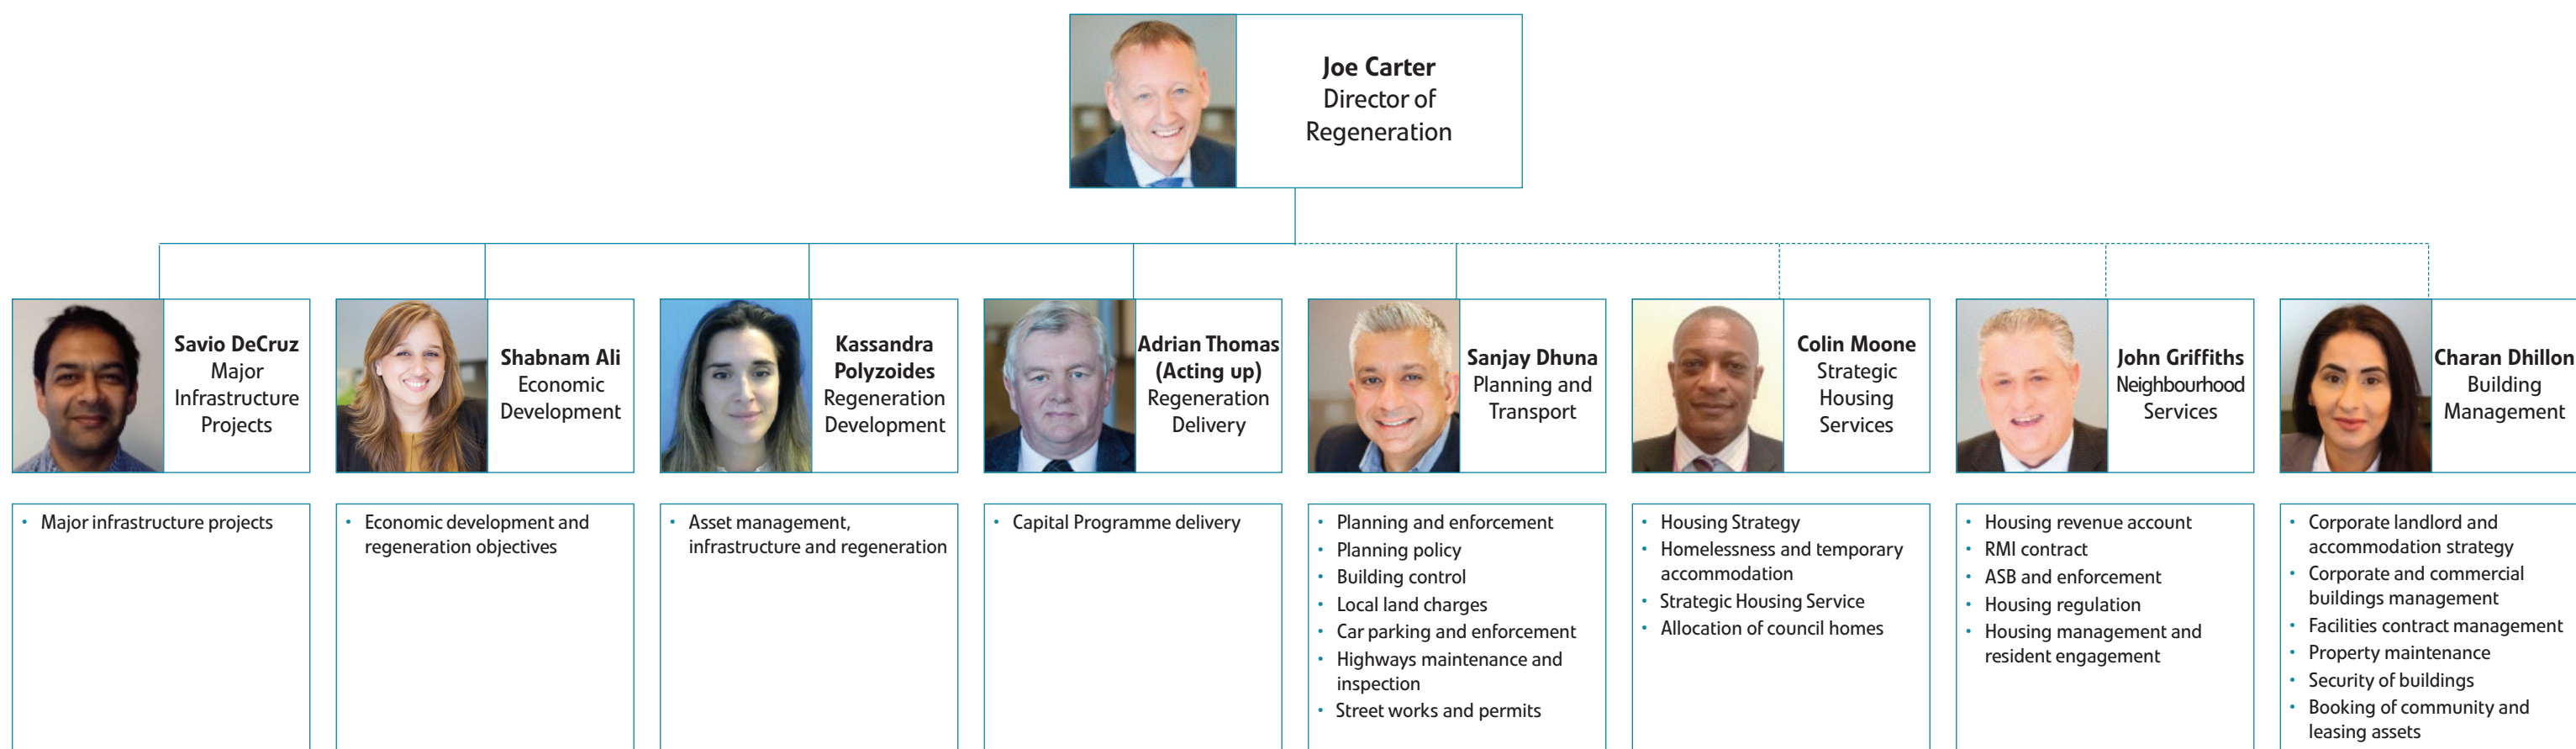 Joe Carter
Director of
Regeneration
Savio DeCruz
Major
Infrastructure
Projects
Shabnam Ali
Economic
Development
Kassandra
Polyzoides
Regeneration
Development
Adrian Thomas
(Acting up)
Regeneration
Delivery
Sanjay Dhuna
Planning and
Transport
Colin Moone
Strategic
Housing
Services
John Griffiths
Neighbourhood
Services
Charan Dhillon
Building
Management
• Major infrastructure projects
• Economic development and
regeneration objectives
• Asset management,
infrastructure and regeneration
• Capital Programme delivery
• Planning and enforcement
• Planning policy
• Building control
• Local land charges
• Car parking and enforcement
• Highways maintenance and
inspection
• Street works and permits
• Housing Strategy
• Homelessness and temporary
accommodation
• Strategic Housing Service
• Allocation of council homes
• Housing revenue account
• RMI contract
• ASB and enforcement
• Housing regulation
• Housing management and
resident engagement
• Corporate landlord and
accommodation strategy
• Corporate and commercial
buildings management
• Facilities contract management
• Property maintenance
• Security of buildings
• Booking of community and
leasing assets